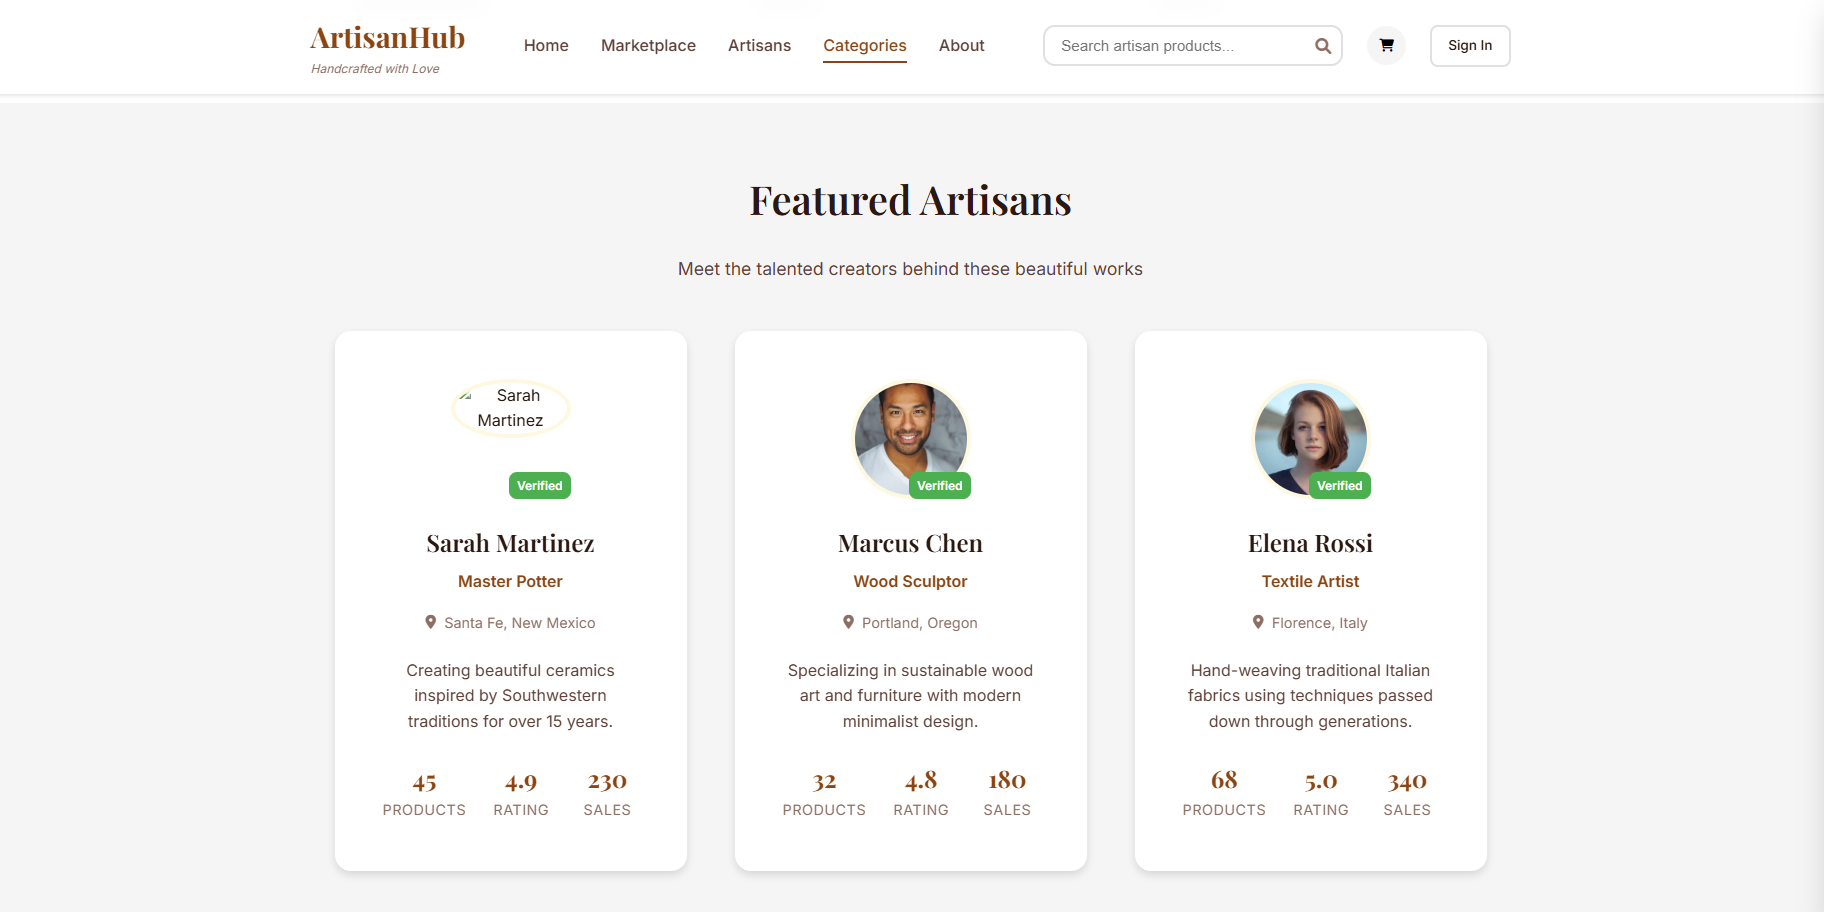 ArtisanHub
Handcrafted with Love
Home
Marketplace
Artisans
Categories
About
Search artisan products...
Sign In
Featured Artisans
Meet the talented creators behind these beautiful works
Sarah
Martinez
Verified
Sarah Martinez
Master Potter
Santa Fe, New Mexico
Creating beautiful ceramics
inspired by Southwestern
traditions for over 15 years.
45
PRODUCTS
4.9
RATING
230
SALES
Verified
Marcus Chen
Wood Sculptor
Portland, Oregon
Specializing in sustainable wood
art and furniture with modern
minimalist design.
32
PRODUCTS
4.8
RATING
180
SALES
Verified
Elena Rossi
Textile Artist
Florence, Italy
Hand-weaving traditional Italian
fabrics using techniques passed
down through generations.
68
PRODUCTS
5.0
RATING
340
SALES